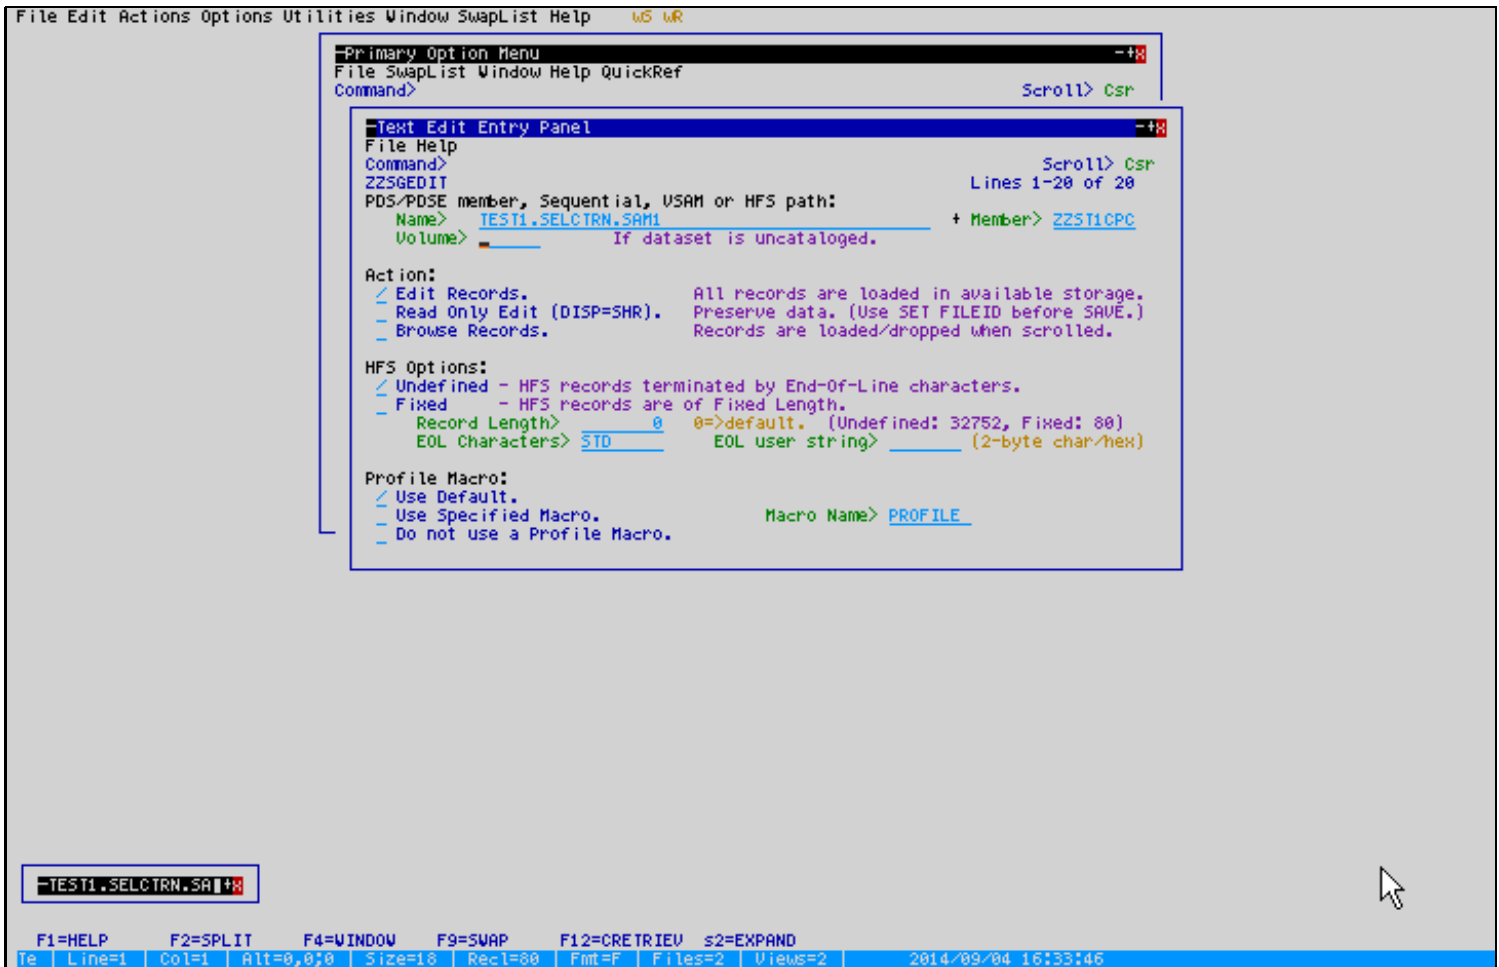 File Edit Actions Options Utilities Window SwapList Help wS wR
-Primary Option Menu -+x
File SwapList Window Help QuickRef
Command> Scroll> Csr
-Text Edit Entry Panel -+x
File Help
Command> Scroll> Csr
ZZSGEDIT Lines 1-20 of 20
PDS/PDSE member, Sequential, VSAM or HFS path:
Name> TEST1.SELCTRN.SAM1 + Member> ZZST1CPC
Volume> If dataset is uncataloged.
Action:
/ Edit Records. All records are loaded in available storage.
_ Read Only Edit (DISP=SHR). Preserve data. (Use SET FILEID before SAVE.)
_ Browse Records. Records are loaded/dropped when scrolled.
HFS Options:
/ Undefined - HFS records terminated by End-Of-Line characters.
_ Fixed - HFS records are of Fixed Length.
Record Length> 0 0=>default. (Undefined: 32752, Fixed: 80)
EOL Characters> STD EOL user string> (2-byte char/hex)
Profile Macro:
/ Use Default.
_ Use Specified Macro. Macro Name> PROFILE
_ Do not use a Profile Macro.
-TEST1.SELCTRN.SA +x
F1=HELP F2=SPLIT F4=WINDOW F9=SWAP F12=CRETRIEV s2=EXPAND
Te | Line=1 | Col=1 | Alt=0,0;0 | Size=18 | Recl=80 | Fmt=F | Files=2 | Views=2 | 2014/09/04 16:33:46